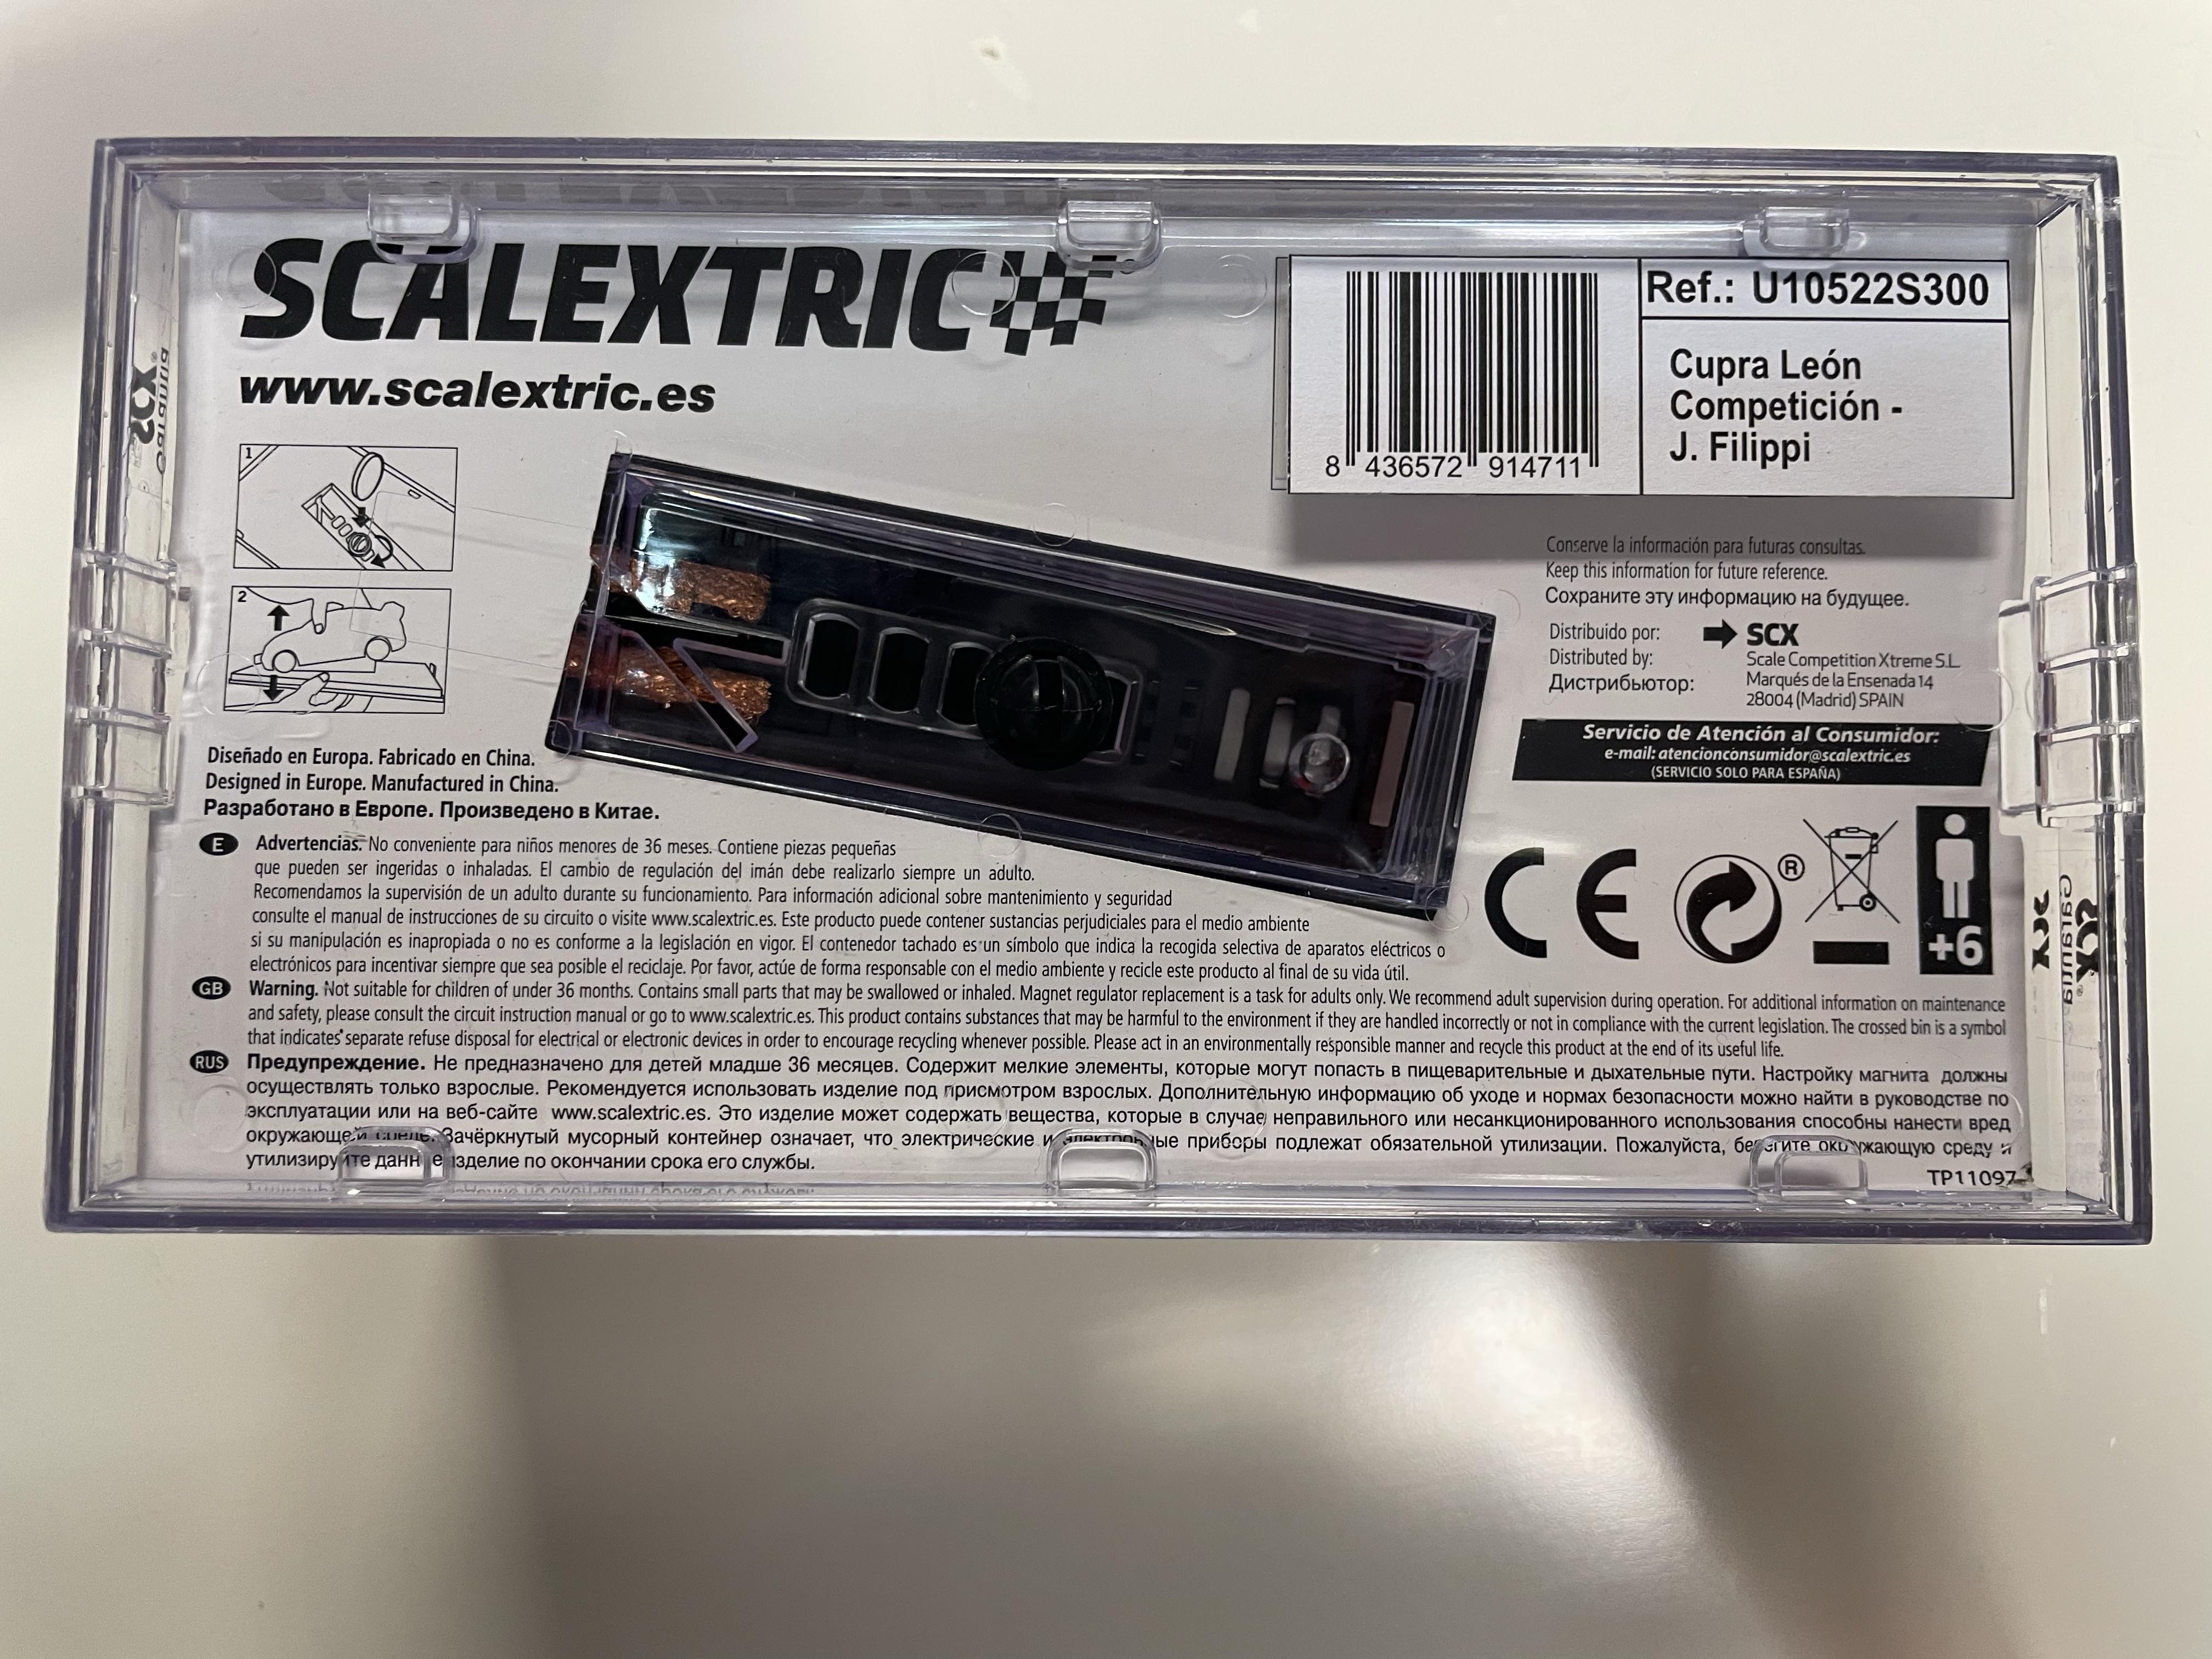 SCALEXTRIC
www.scalextric.es
Ref.: U10522S300
Cupra León
Competición -
J. Filippi
8 436572 914711
1
2
Conserve la información para futuras consultas.
Keep this information for future reference.
Сохраните эту информацию на будущее.
Distribuido por:
Distributed by:
Дистрибьютор:
SCX
Scale Competition Xtreme S.L.
Marqués de la Ensenada 14
28004 (Madrid) SPAIN
Servicio de Atención al Consumidor:
e-mail: atencionconsumidor@scalextric.es
(SERVICIO SOLO PARA ESPAÑA)
Diseñado en Europa. Fabricado en China.
Designed in Europe. Manufactured in China.
Разработано в Европе. Произведено в Китае.
CE
®
+6
E Advertencias. No conveniente para niños menores de 36 meses. Contiene piezas pequeñas
que pueden ser ingeridas o inhaladas. El cambio de regulación del imán debe realizarlo siempre un adulto.
Recomendamos la supervisión de un adulto durante su funcionamiento. Para información adicional sobre mantenimiento y seguridad
consulte el manual de instrucciones de su circuito o visite www.scalextric.es. Este producto puede contener sustancias perjudiciales para el medio ambiente
si su manipulación es inapropiada o no es conforme a la legislación en vigor. El contenedor tachado es un símbolo que indica la recogida selectiva de aparatos eléctricos o
electrónicos para incentivar siempre que sea posible el reciclaje. Por favor, actúe de forma responsable con el medio ambiente y recicle este producto al final de su vida útil.
GB Warning. Not suitable for children of under 36 months. Contains small parts that may be swallowed or inhaled. Magnet regulator replacement is a task for adults only. We recommend adult supervision during operation. For additional information on maintenance
and safety, please consult the circuit instruction manual or go to www.scalextric.es. This product contains substances that may be harmful to the environment if they are handled incorrectly or not in compliance with the current legislation. The crossed bin is a symbol
that indicates separate refuse disposal for electrical or electronic devices in order to encourage recycling whenever possible. Please act in an environmentally responsible manner and recycle this product at the end of its useful life.
RUS Предупреждение. Не предназначено для детей младше 36 месяцев. Содержит мелкие элементы, которые могут попасть в пищеварительные и дыхательные пути. Настройку магнита должны
осуществлять только взрослые. Рекомендуется использовать изделие под присмотром взрослых. Дополнительную информацию об уходе и нормах безопасности можно найти в руководстве по
эксплуатации или на веб-сайте www.scalextric.es. Это изделие может содержать вещества, которые в случае неправильного или несанкционированного использования способны нанести вред
окружающей среде. Зачёркнутый мусорный контейнер означает, что электрические и электронные приборы подлежат обязательной утилизации. Пожалуйста, берегите окружающую среду и
утилизируйте данное изделие по окончании срока его службы.
TP11097